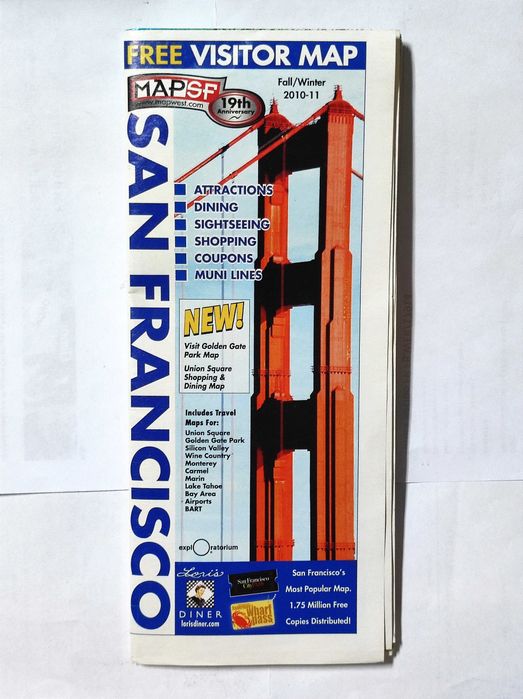 FREE VISITOR MAP
MAPSF
www.mapwest.com
19th
Anniversary
Fall/Winter
2010-11
SAN FRANCISCO
ATTRACTIONS
DINING
SIGHTSEEING
SHOPPING
COUPONS
MUNI LINES
NEW!
Visit Golden Gate
Park Map
Union Square
Shopping &
Dining Map
Includes Travel
Maps For:
Union Square
Golden Gate Park
Silicon Valley
Wine Country
Monterey
Carmel
Marin
Lake Tahoe
Bay Area
Airports
BART
explOratorium
Loris
DINER
lorisdiner.com
San Francisco
City
Wharf
pass
San Francisco's
Most Popular Map.
1.75 Million Free
Copies Distributed!